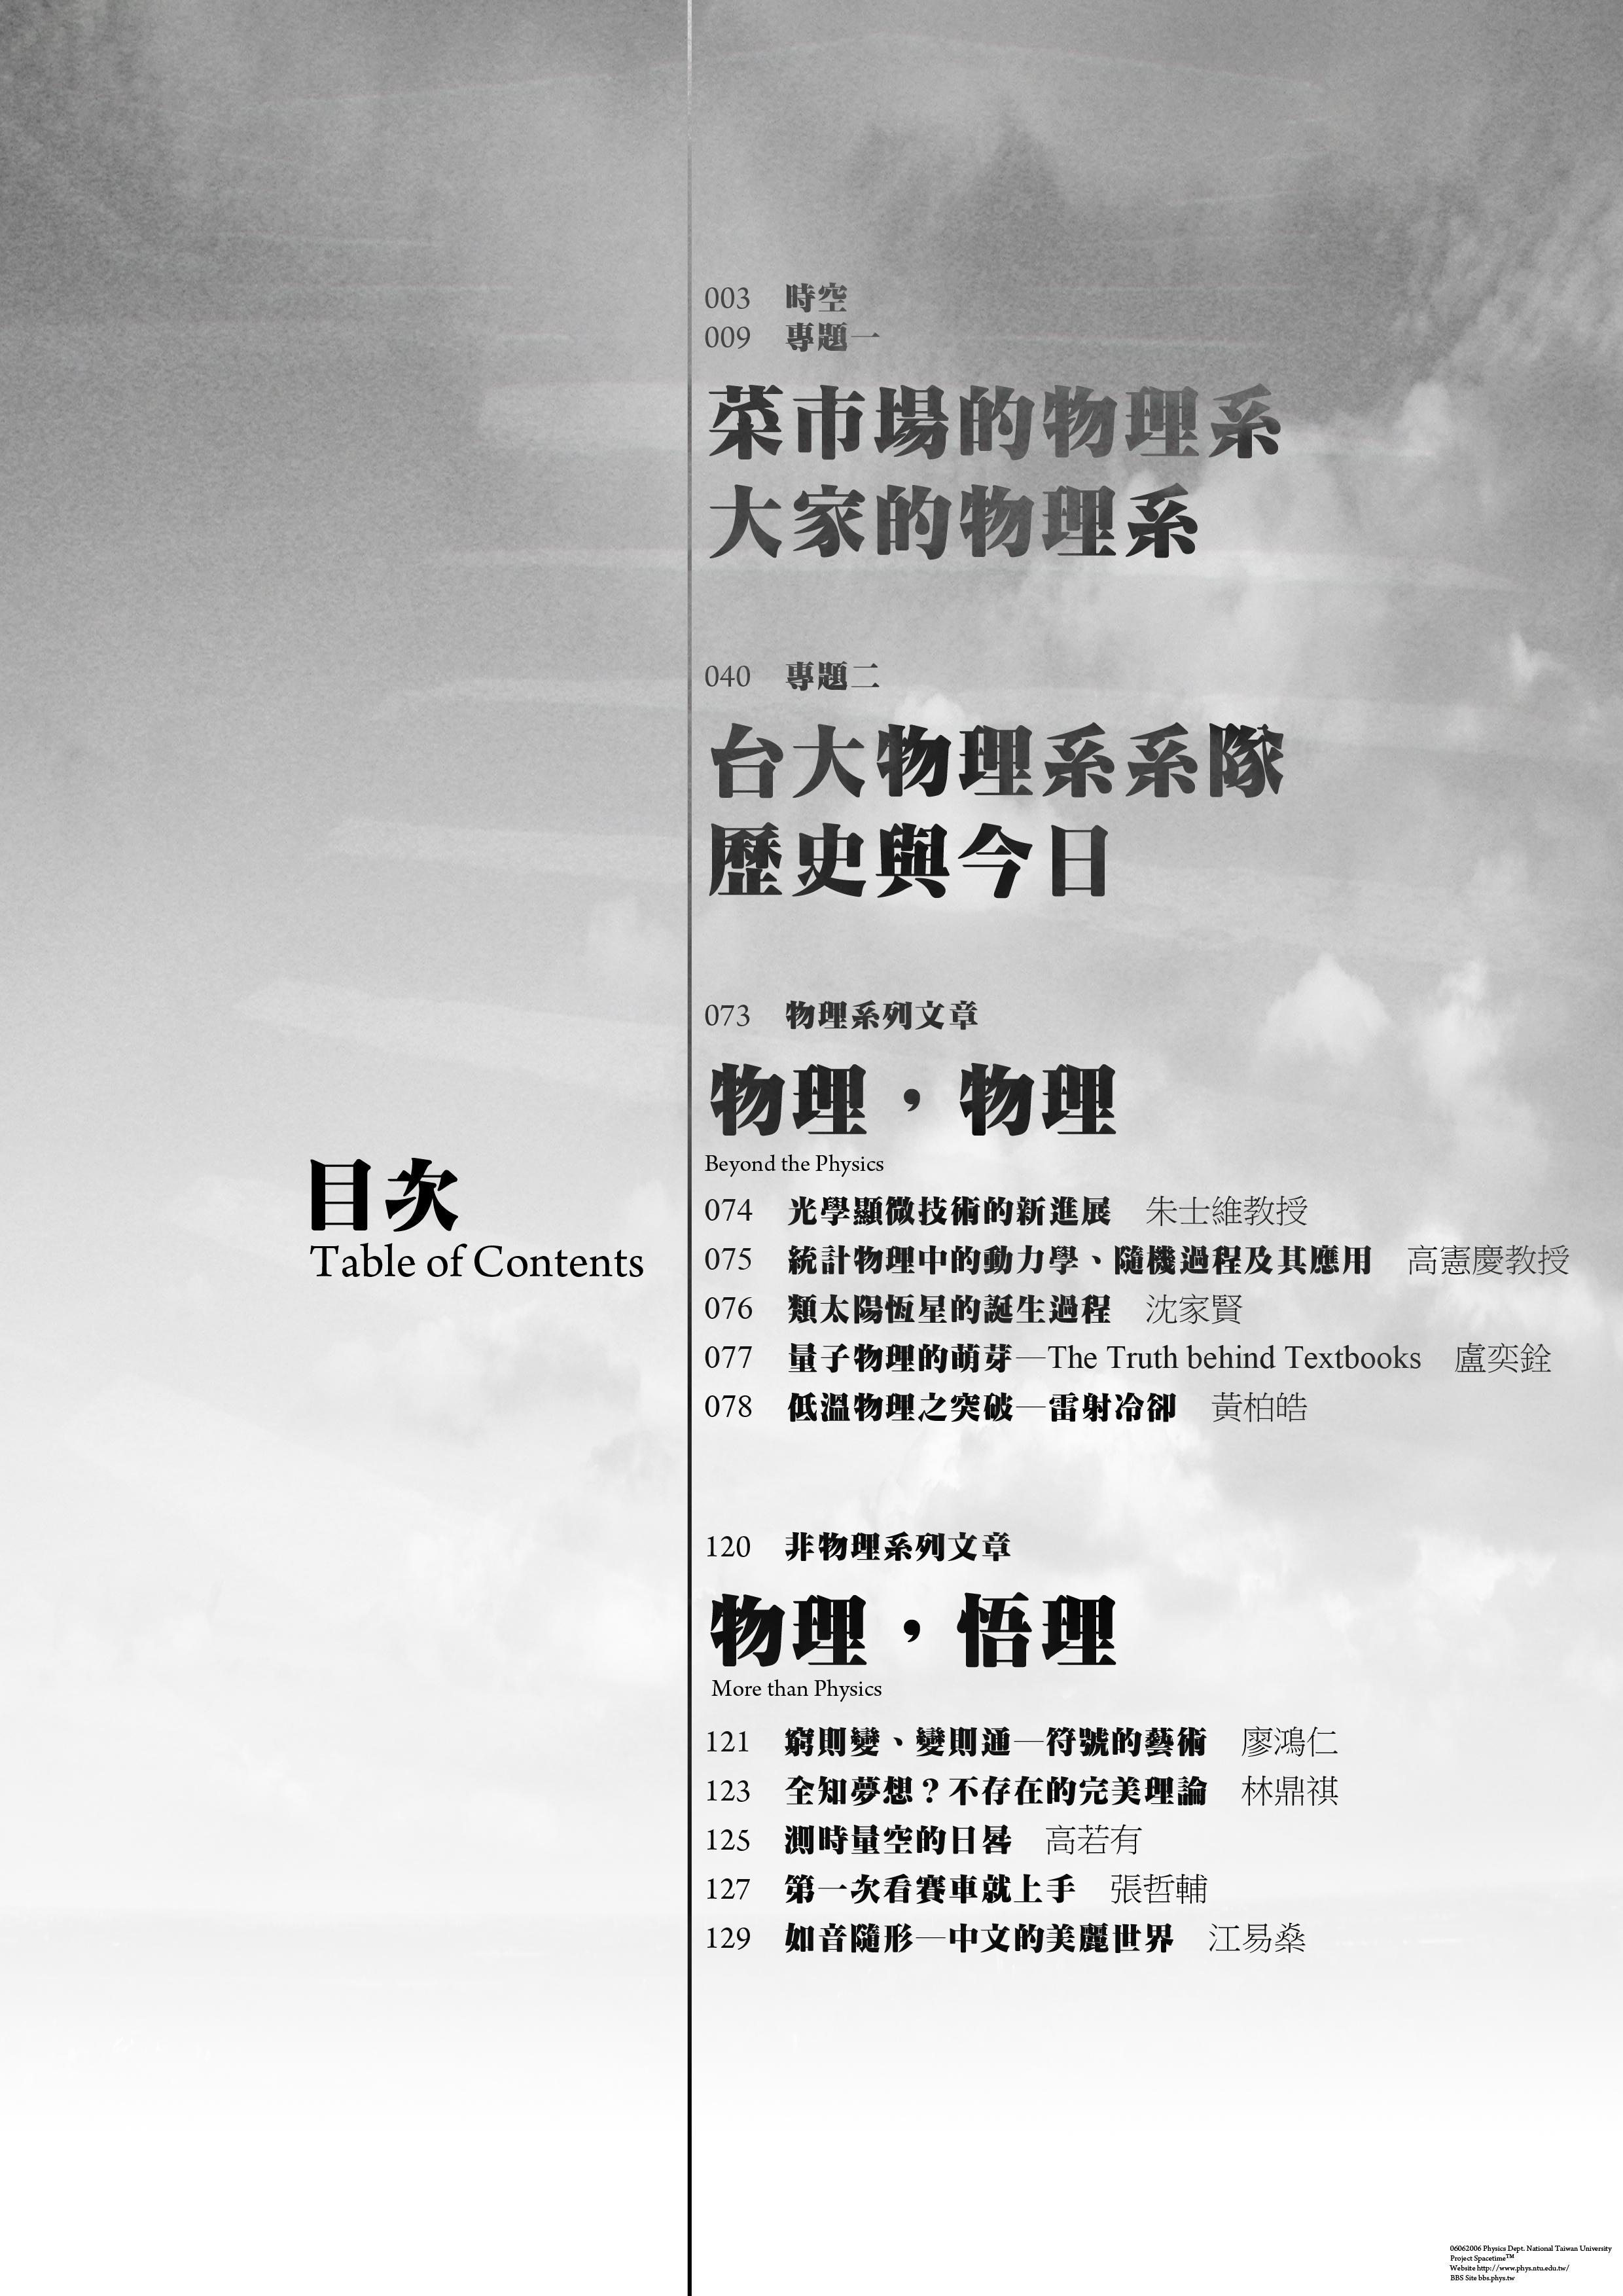 003 時空
009 專題一
菜市場的物理系
大家的物理系
040 專題二
台大物理系系隊
歷史與今日
073 物理系列文章
物理，物理
Beyond the Physics
074 光學顯微技術的新進展 朱士維教授
075 統計物理中的動力學、隨機過程及其應用 高憲慶教授
076 類太陽恆星的誕生過程 沈家賢
077 量子物理的萌芽—The Truth behind Textbooks 盧奕銓
078 低溫物理之突破—雷射冷卻 黃柏皓
目次
Table of Contents
120 非物理系列文章
物理，悟理
More than Physics
121 窮則變、變則通—符號的藝術 廖鴻仁
123 全知夢想？不存在的完美理論 林鼎祺
125 測時量空的日晷 高若有
127 第一次看賽車就上手 張哲輔
129 如音隨形—中文的美麗世界 江易燊
06062006 Physics Dept. National Taiwan University
Project Spacetime™
Website http://www.phys.ntu.edu.tw/
BBS Site bbs.phys.tw